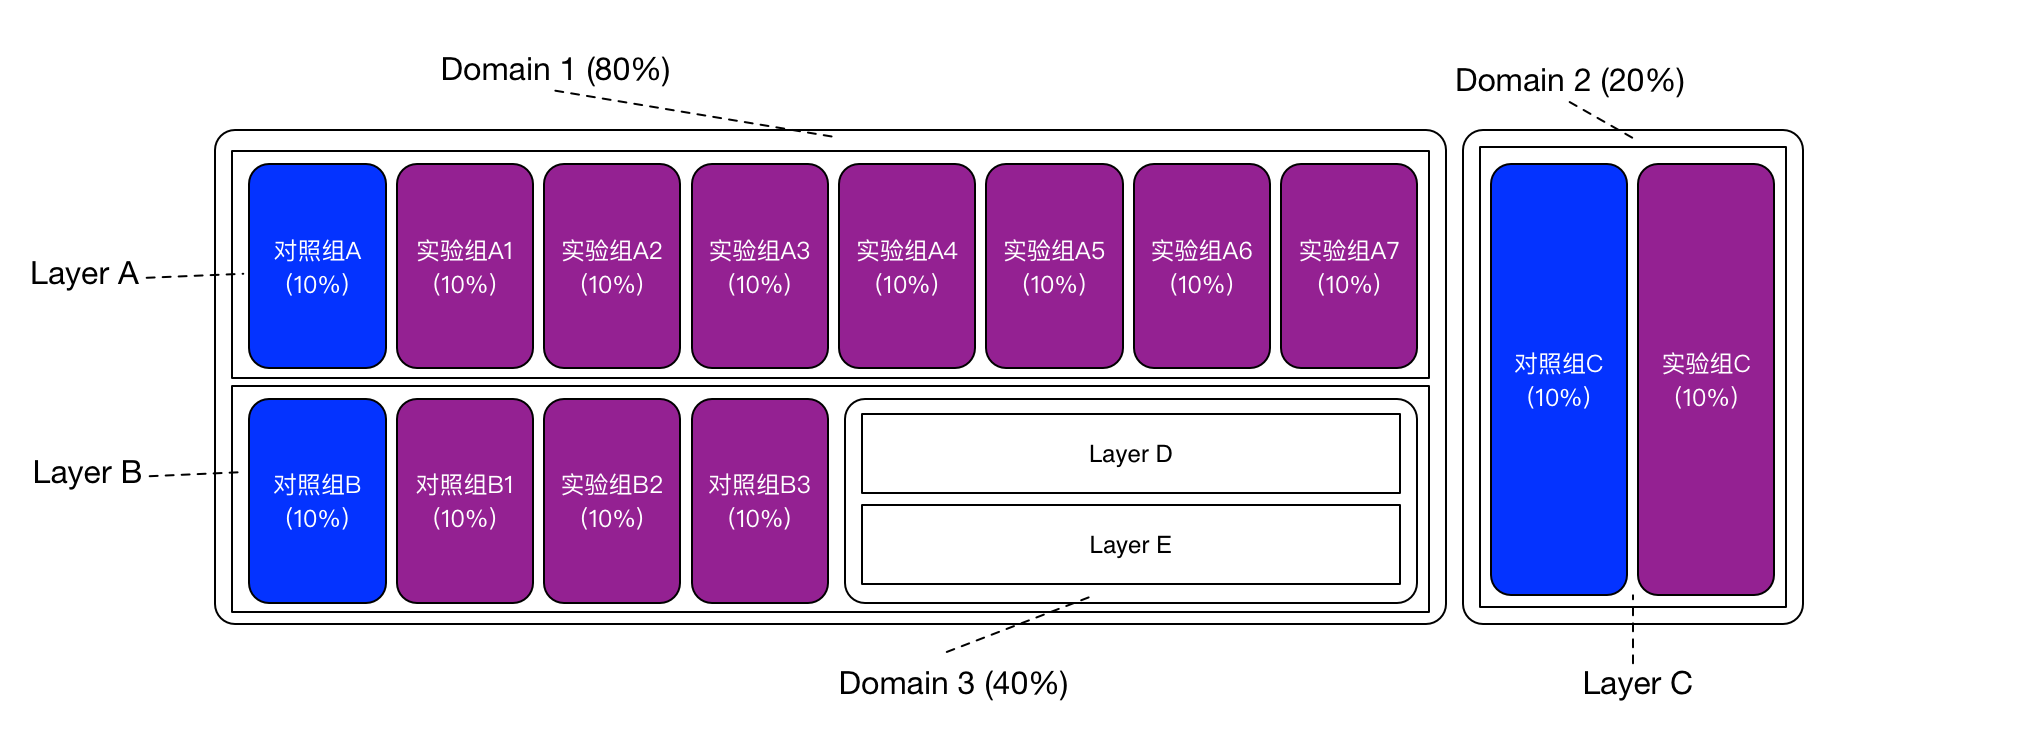 Domain 1 (80%)
Domain 2 (20%)
Layer A
对照组A
(10%)
实验组A1
(10%)
实验组A2
(10%)
实验组A3
(10%)
实验组A4
(10%)
实验组A5
(10%)
实验组A6
(10%)
实验组A7
(10%)
对照组C
(10%)
实验组C
(10%)
Layer B
对照组B
(10%)
对照组B1
(10%)
实验组B2
(10%)
对照组B3
(10%)
Layer D
Layer E
Domain 3 (40%)
Layer C